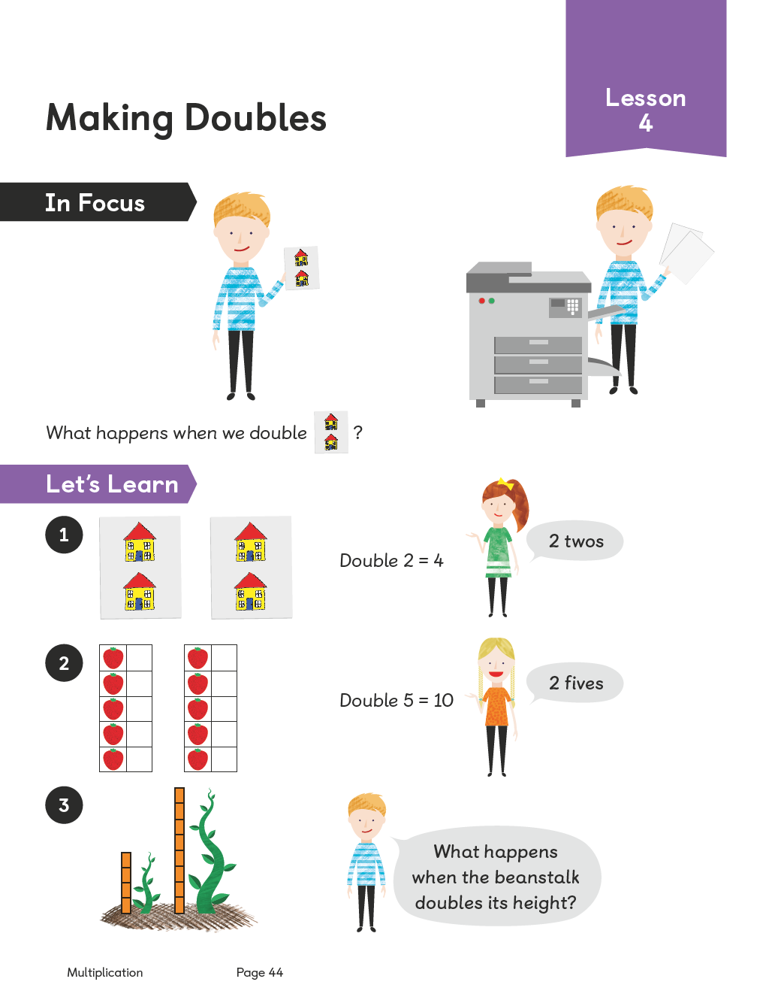 Lesson
4
Making Doubles
In Focus
What happens when we double ?
Let's Learn
1
Double 2 = 4
2 twos
2
Double 5 = 10
2 fives
3
What happens
when the beanstalk
doubles its height?
Multiplication
Page 44